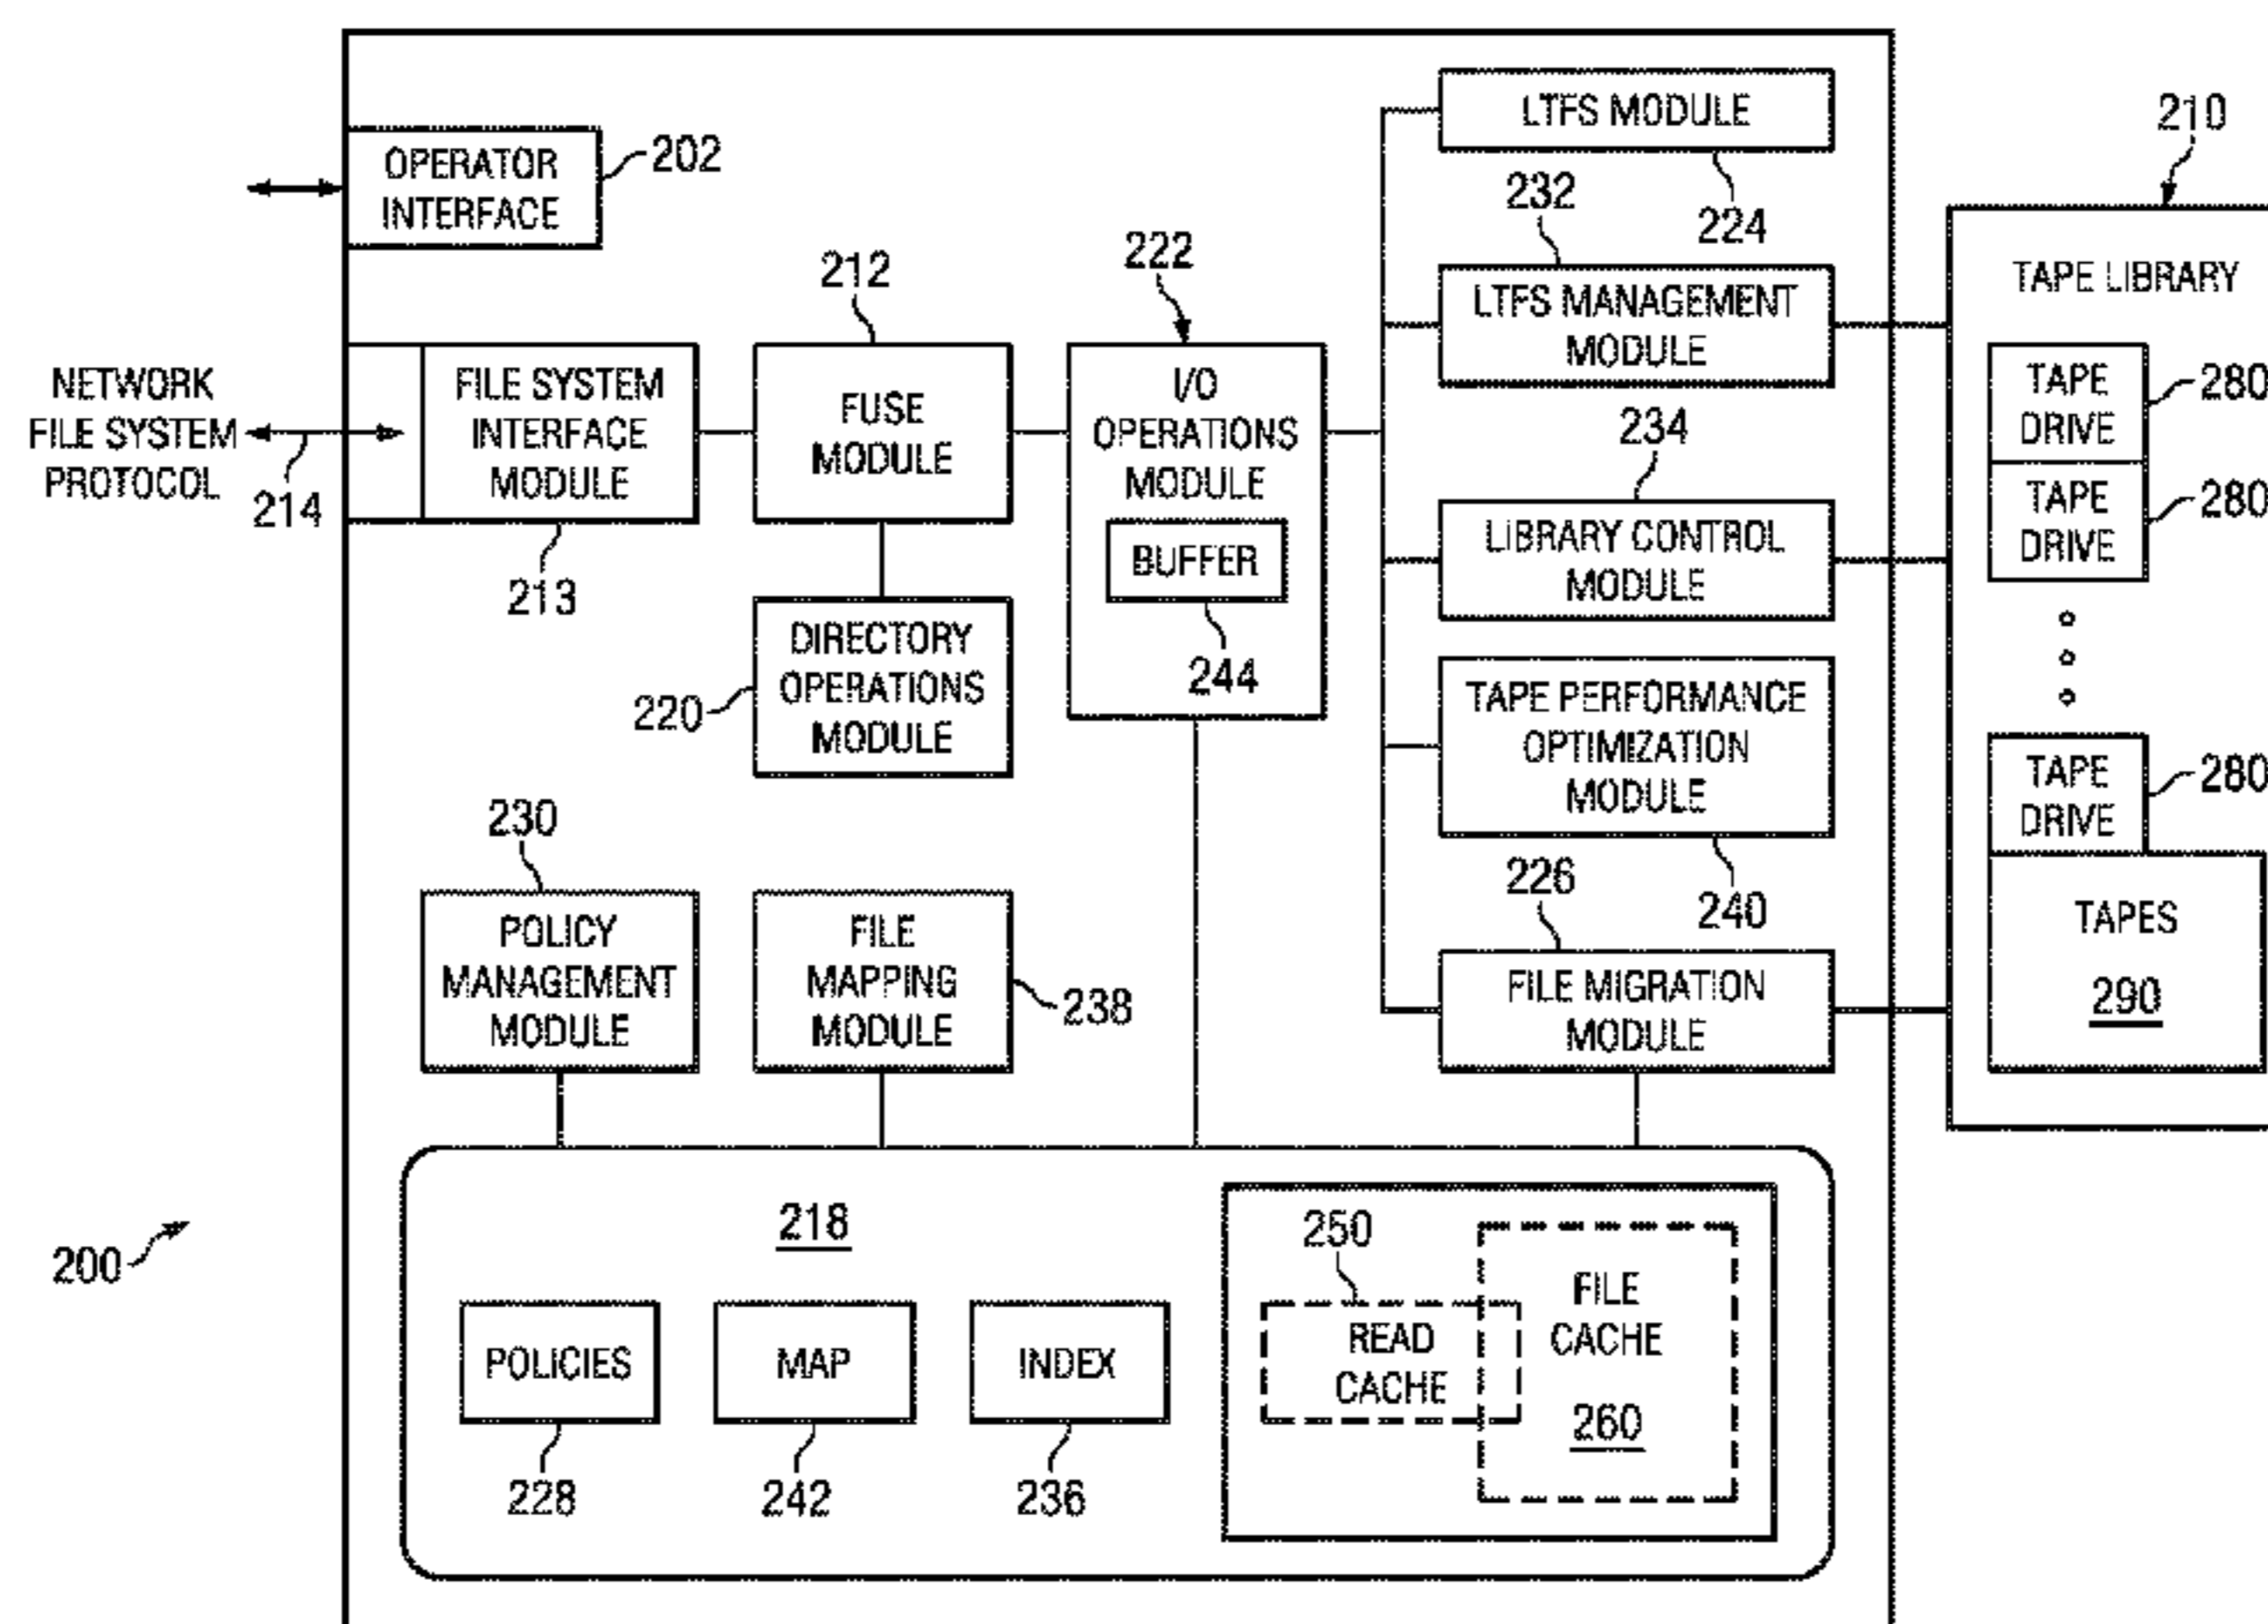 LTFS MODULE
224
210
OPERATOR
INTERFACE
202
232
LTFS MANAGEMENT
MODULE
TAPE LIBRARY
212
222
NETWORK
FILE SYSTEM
PROTOCOL
214
FILE SYSTEM
INTERFACE
MODULE
213
FUSE
MODULE
I/O
OPERATIONS
MODULE
BUFFER
244
234
LIBRARY CONTROL
MODULE
TAPE
DRIVE
280
TAPE
DRIVE
280
DIRECTORY
OPERATIONS
MODULE
220
TAPE PERFORMANCE
OPTIMIZATION
MODULE
240
TAPE
DRIVE
280
230
POLICY
MANAGEMENT
MODULE
FILE
MAPPING
MODULE
238
226
FILE MIGRATION
MODULE
TAPES
290
200
218
250
READ
CACHE
FILE
CACHE
260
POLICIES
228
MAP
242
INDEX
236